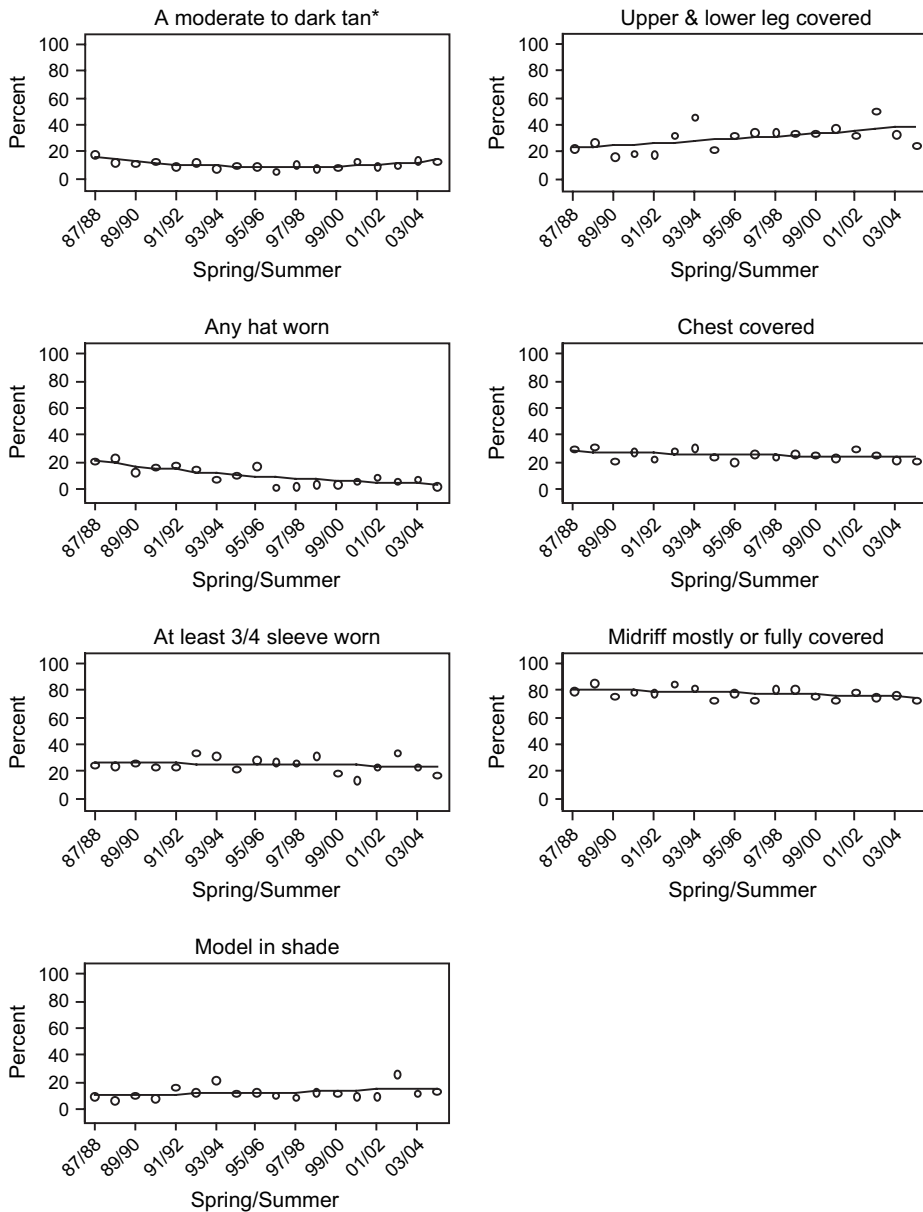 A moderate to dark tan*
Percent
100
80
60
40
20
0
87/88 89/90 91/92 93/94 95/96 97/98 99/00 01/02 03/04
Spring/Summer
Upper & lower leg covered
Percent
100
80
60
40
20
0
87/88 89/90 91/92 93/94 95/96 97/98 99/00 01/02 03/04
Spring/Summer
Any hat worn
Percent
100
80
60
40
20
0
87/88 89/90 91/92 93/94 95/96 97/98 99/00 01/02 03/04
Spring/Summer
Chest covered
Percent
100
80
60
40
20
0
87/88 89/90 91/92 93/94 95/96 97/98 99/00 01/02 03/04
Spring/Summer
At least 3/4 sleeve worn
Percent
100
80
60
40
20
0
87/88 89/90 91/92 93/94 95/96 97/98 99/00 01/02 03/04
Spring/Summer
Midriff mostly or fully covered
Percent
100
80
60
40
20
0
87/88 89/90 91/92 93/94 95/96 97/98 99/00 01/02 03/04
Spring/Summer
Model in shade
Percent
100
80
60
40
20
0
87/88 89/90 91/92 93/94 95/96 97/98 99/00 01/02 03/04
Spring/Summer